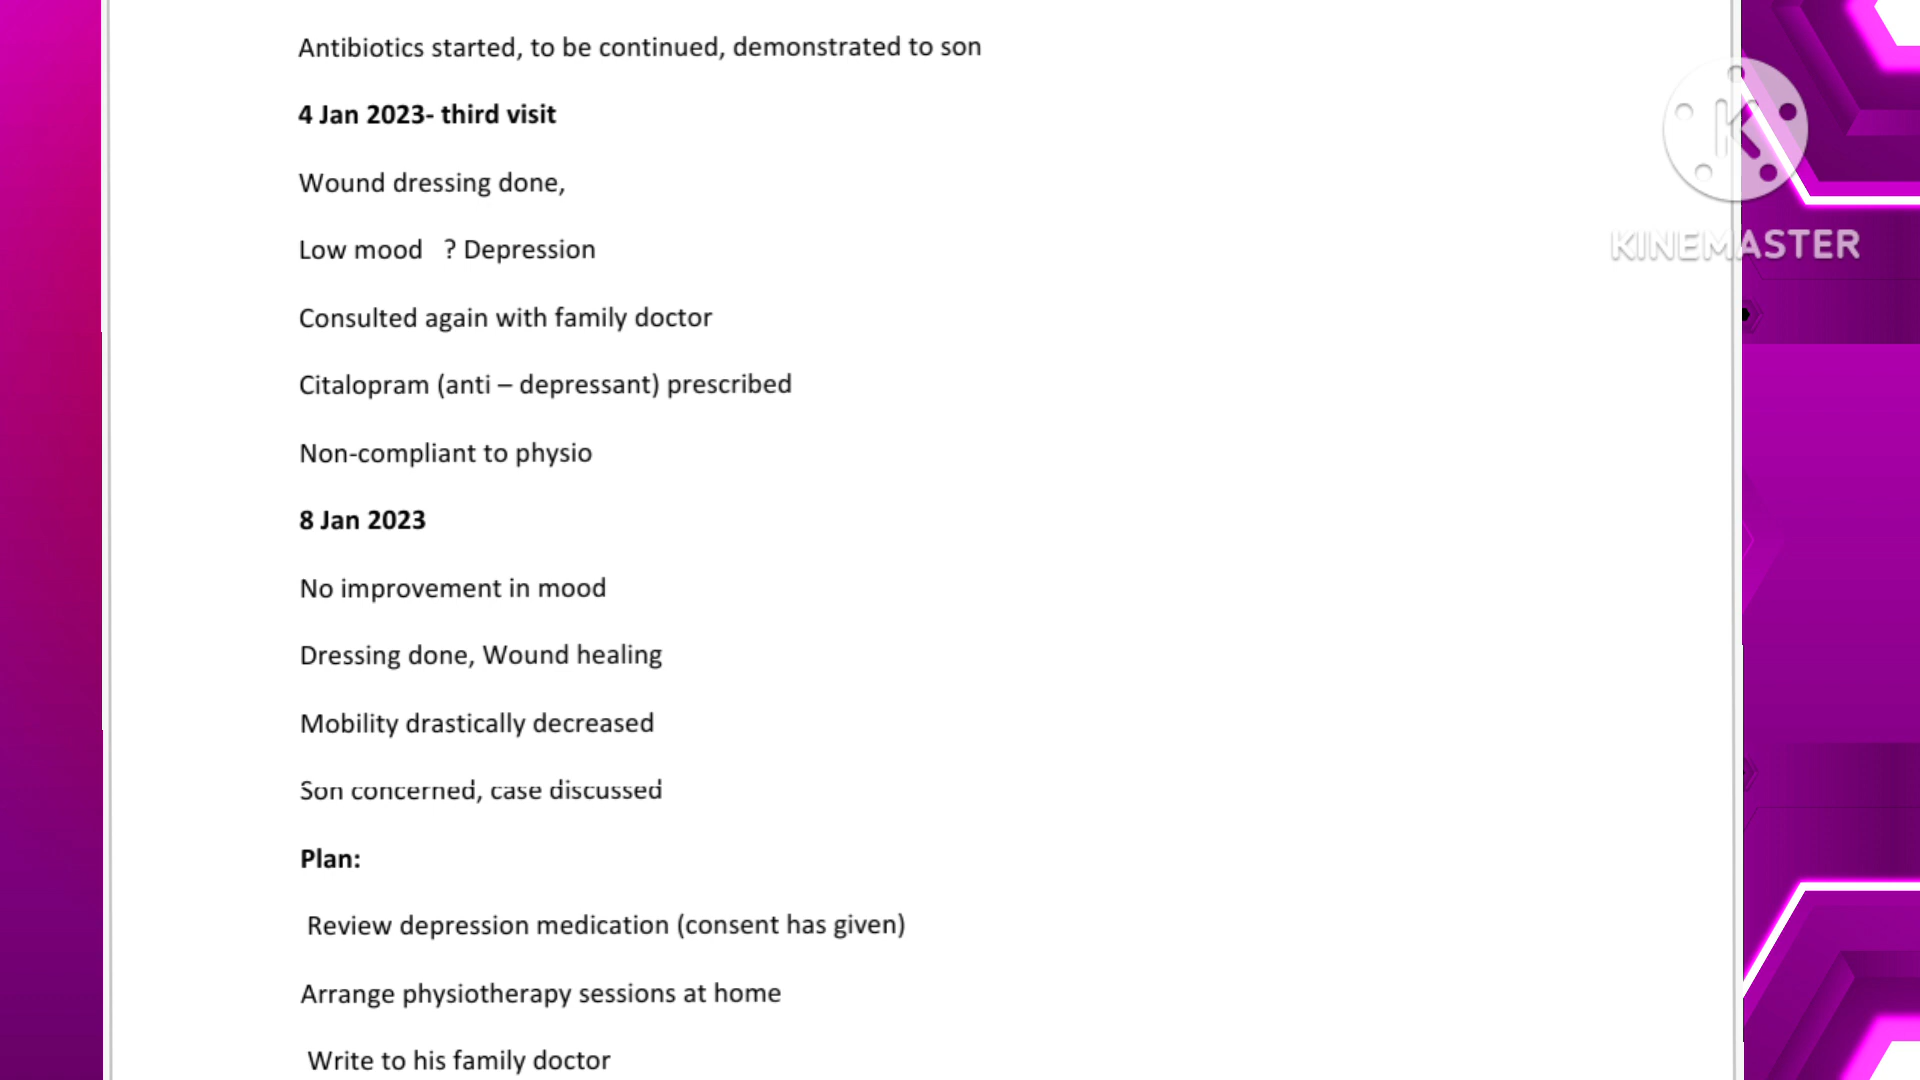 Antibiotics started, to be continued, demonstrated to son
4 Jan 2023- third visit
Wound dressing done,
Low mood ? Depression
Consulted again with family doctor
Citalopram (anti – depressant) prescribed
Non-compliant to physio
8 Jan 2023
No improvement in mood
Dressing done, Wound healing
Mobility drastically decreased
Son concerned, case discussed
Plan:
Review depression medication (consent has given)
Arrange physiotherapy sessions at home
Write to his family doctor
K
KINEMASTER